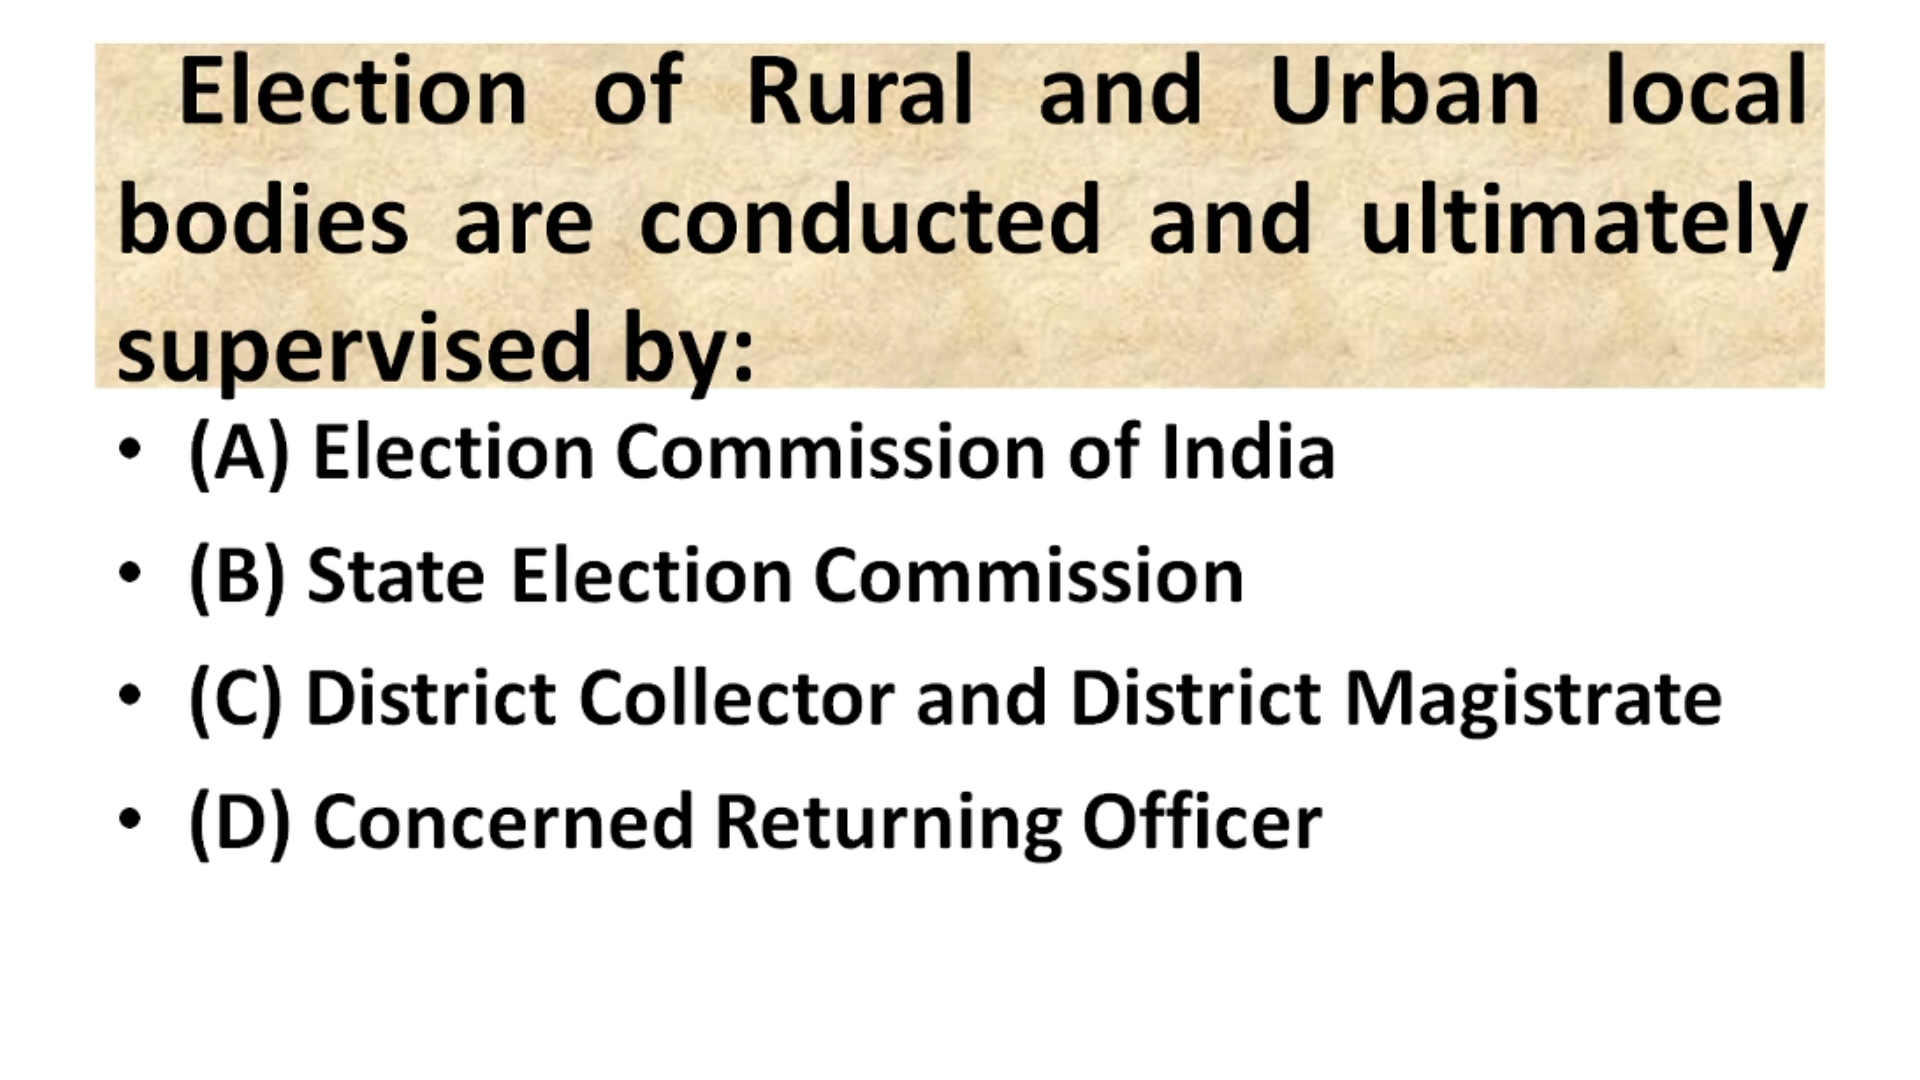 Election of Rural and Urban local
bodies are conducted and ultimately
supervised by:
• (A) Election Commission of India
• (B) State Election Commission
• (C) District Collector and District Magistrate
• (D) Concerned Returning Officer